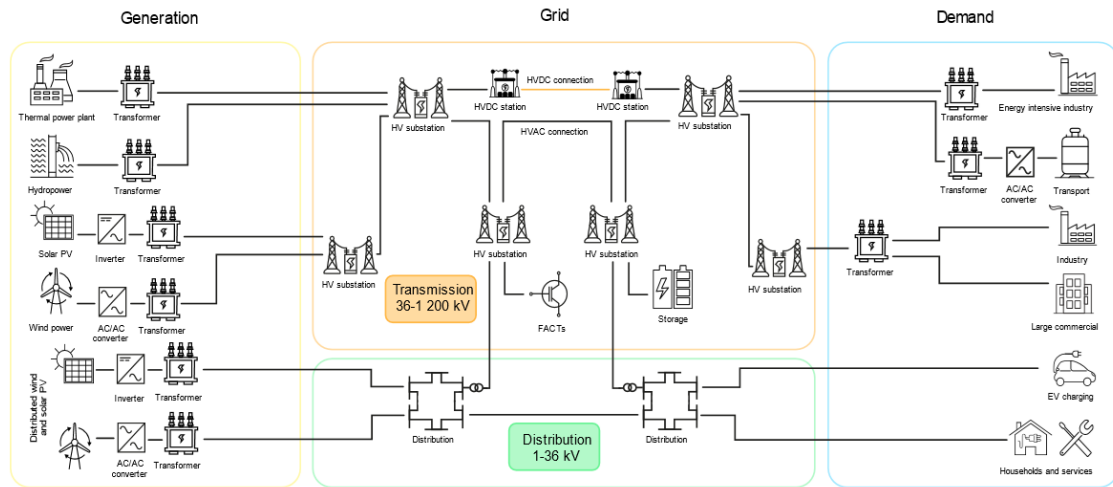 Generation
Grid
Demand
Thermal power plant
Transformer
Hydropower
Transformer
Solar PV
Inverter
Transformer
Wind power
AC/AC
converter
Transformer
Distributed wind
and solar PV
Inverter
Transformer
AC/AC
converter
Transformer
HV substation
HVDC station
HVDC connection
HVDC station
HV substation
HVAC connection
HV substation
HV substation
HV substation
HV substation
Transmission
36-1 200 kV
FACTs
Storage
Distribution
Distribution
1-36 kV
Distribution
Transformer
Energy intensive industry
Transformer
AC/AC
converter
Transport
Transformer
Industry
Large commercial
EV charging
Households and services